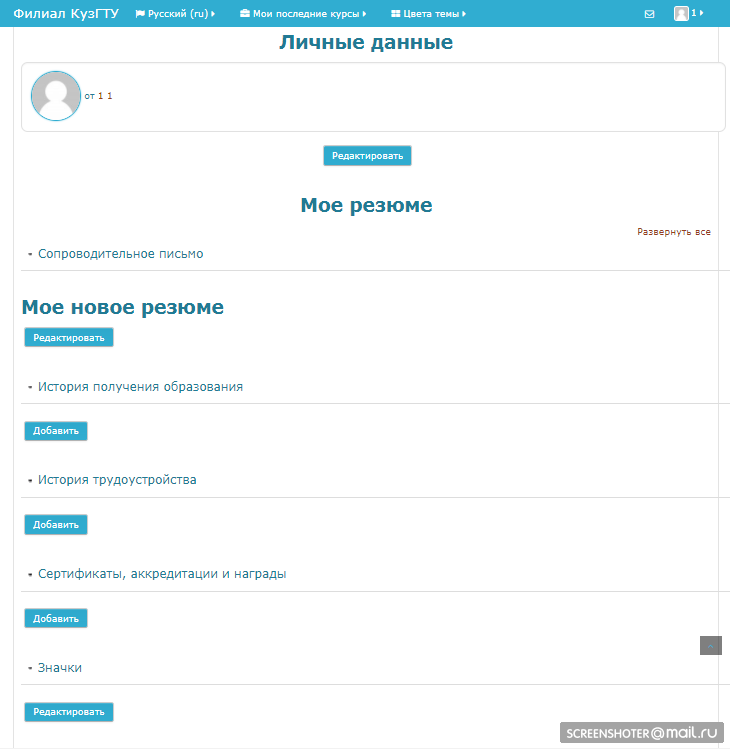 Филиал КузГТУ Русский (ru) Мои последние курсы Цвета темы 1
Личные данные
от 1 1
Редактировать
Мое резюме
Развернуть все
Сопроводительное письмо
Мое новое резюме
Редактировать
История получения образования
Добавить
История трудоустройства
Добавить
Сертификаты, аккредитации и награды
Добавить
Значки
Редактировать
SCREENSHOTER@mail.ru